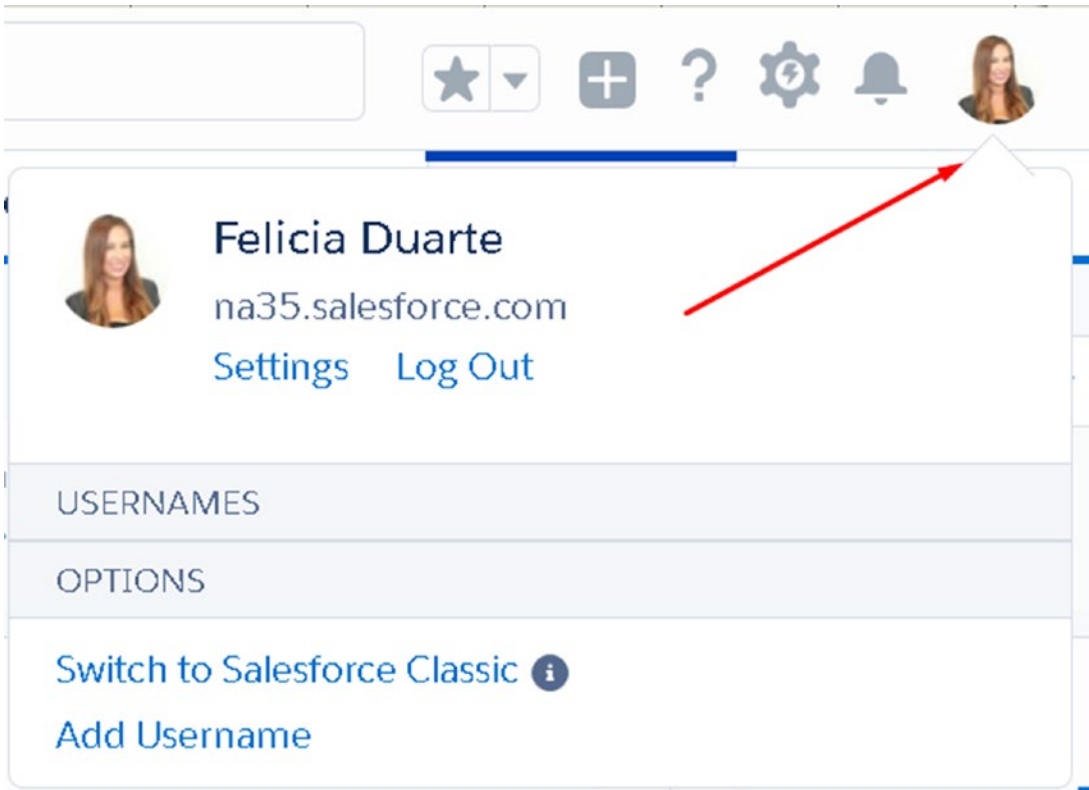 Felicia Duarte
na35.salesforce.com
Settings Log Out
USERNAMES
OPTIONS
Switch to Salesforce Classic
Add Username